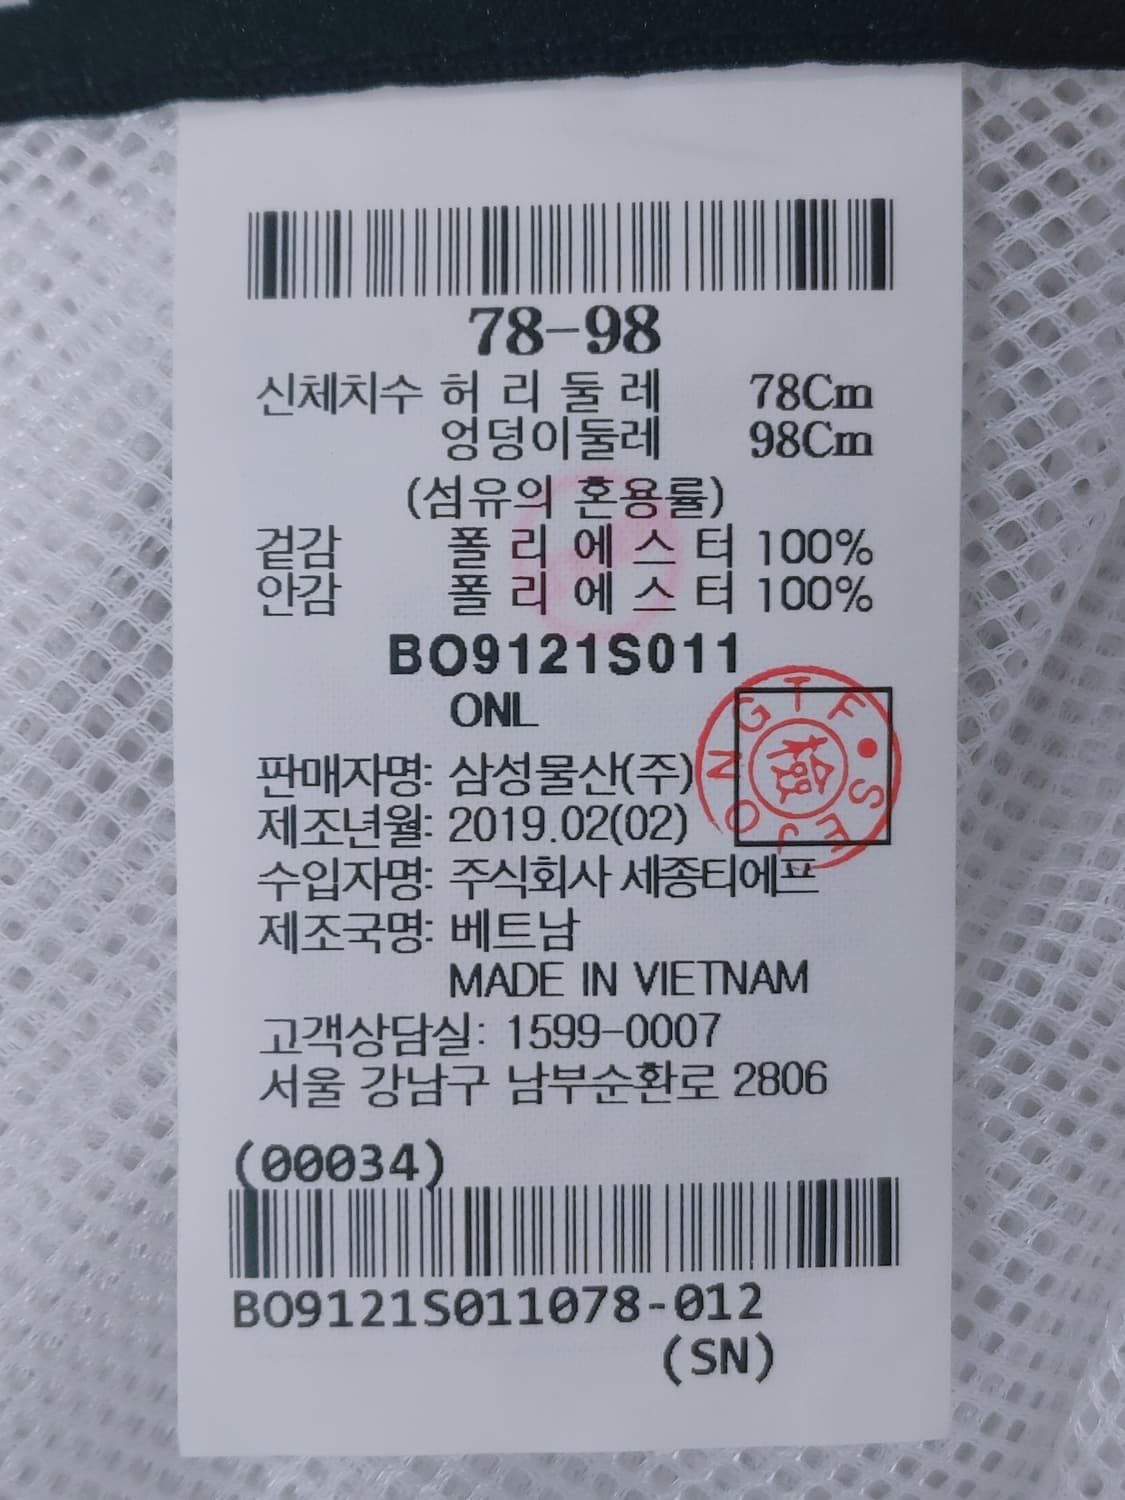 78-98
신체치수 허 리 둘 레 78Cm
엉덩이둘레 98Cm
(섬유의 혼용률)
겉감 폴 리 에 스 터 100%
안감 폴 리 에 스 터 100%
BO9121S011
ONL
판매자명: 삼성물산(주)
제조년월: 2019.02(02)
SEJONG TF
檢
수입자명: 주식회사 세종티에프
제조국명: 베트남
MADE IN VIETNAM
고객상담실: 1599-0007
서울 강남구 남부순환로 2806
(00034)
BO9121S011078-012
(SN)